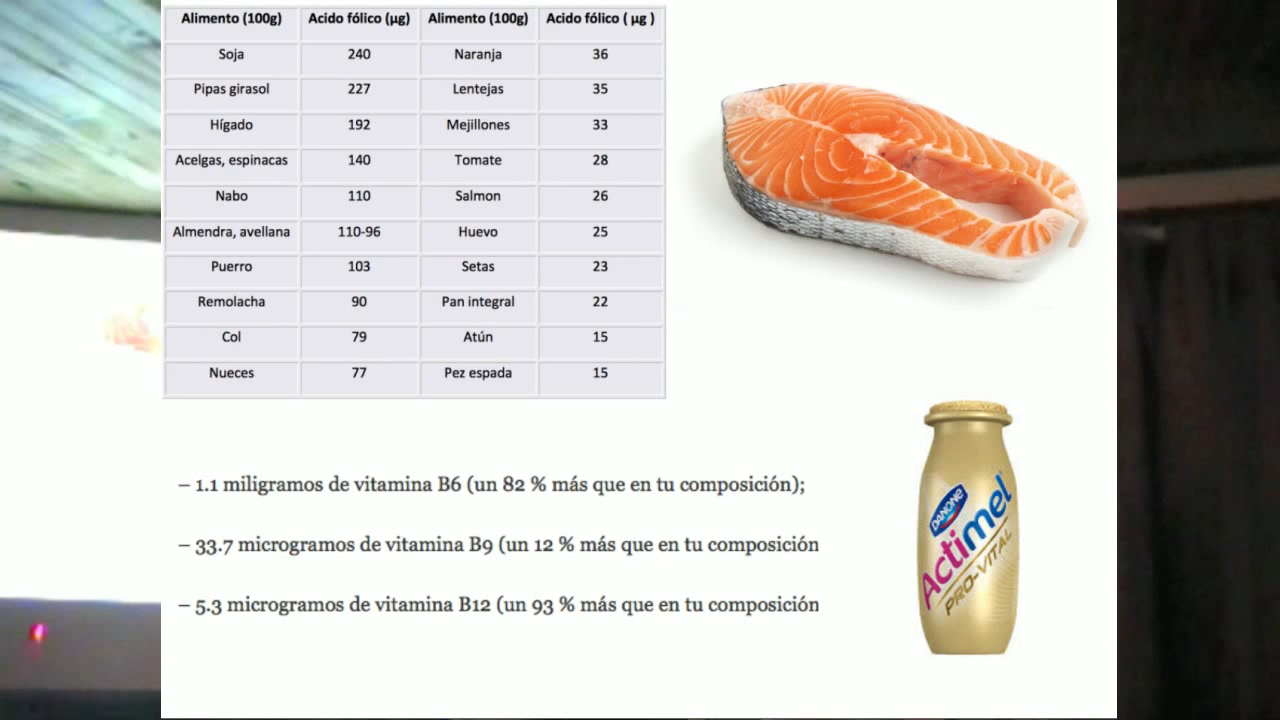 Alimento (100g) Acido fólico (µg) Alimento (100g) Acido fólico ( µg )
Soja 240 Naranja 36
Pipas girasol 227 Lentejas 35
Hígado 192 Mejillones 33
Acelgas, espinacas 140 Tomate 28
Nabo 110 Salmon 26
Almendra, avellana 110-96 Huevo 25
Puerro 103 Setas 23
Remolacha 90 Pan integral 22
Col 79 Atún 15
Nueces 77 Pez espada 15
– 1.1 miligramos de vitamina B6 (un 82 % más que en tu composición);
– 33.7 microgramos de vitamina B9 (un 12 % más que en tu composición
– 5.3 microgramos de vitamina B12 (un 93 % más que en tu composición
DANONE
Actimel
PRO-VITAL